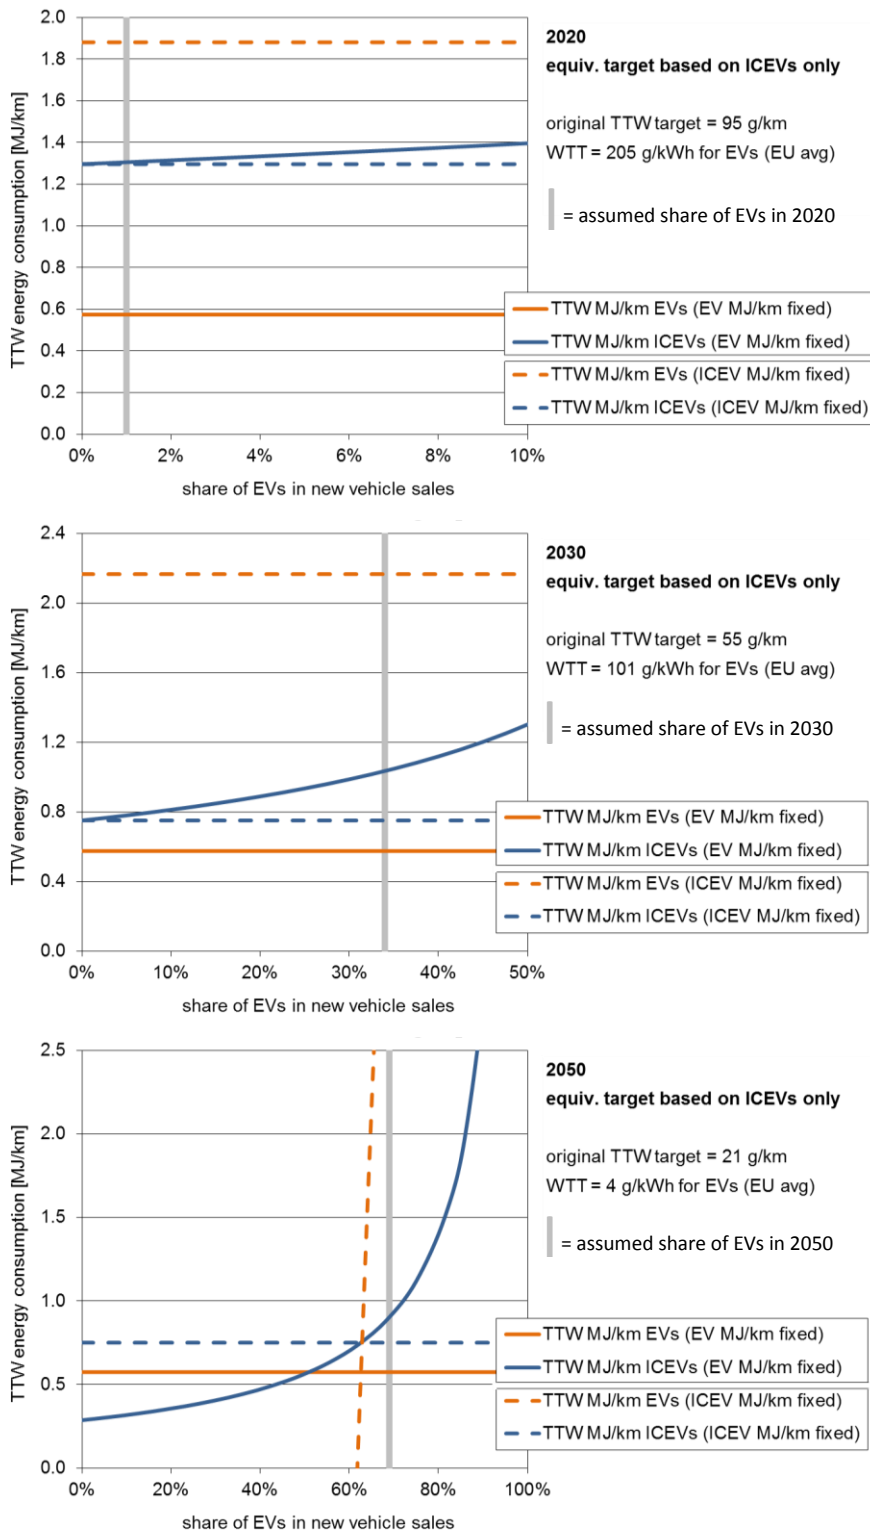 2.0
1.8
1.6
1.4
1.2
1.0
0.8
0.6
0.4
0.2
0.0
TTW energy consumption [MJ/km]
0% 2% 4% 6% 8% 10%
share of EVs in new vehicle sales
2020
equiv. target based on ICEVs only
original TTW target = 95 g/km
WTT = 205 g/kWh for EVs (EU avg)
= assumed share of EVs in 2020
TTW MJ/km EVs (EV MJ/km fixed)
TTW MJ/km ICEVs (EV MJ/km fixed)
TTW MJ/km EVs (ICEV MJ/km fixed)
TTW MJ/km ICEVs (ICEV MJ/km fixed)
2.4
2.0
1.6
1.2
0.8
0.4
0.0
TTW energy consumption [MJ/km]
0% 10% 20% 30% 40% 50%
share of EVs in new vehicle sales
2030
equiv. target based on ICEVs only
original TTW target = 55 g/km
WTT = 101 g/kWh for EVs (EU avg)
= assumed share of EVs in 2030
TTW MJ/km EVs (EV MJ/km fixed)
TTW MJ/km ICEVs (EV MJ/km fixed)
TTW MJ/km EVs (ICEV MJ/km fixed)
TTW MJ/km ICEVs (ICEV MJ/km fixed)
2.5
2.0
1.5
1.0
0.5
0.0
TTW energy consumption [MJ/km]
0% 20% 40% 60% 80% 100%
share of EVs in new vehicle sales
2050
equiv. target based on ICEVs only
original TTW target = 21 g/km
WTT = 4 g/kWh for EVs (EU avg)
= assumed share of EVs in 2050
TTW MJ/km EVs (EV MJ/km fixed)
TTW MJ/km ICEVs (EV MJ/km fixed)
TTW MJ/km EVs (ICEV MJ/km fixed)
TTW MJ/km ICEVs (ICEV MJ/km fixed)